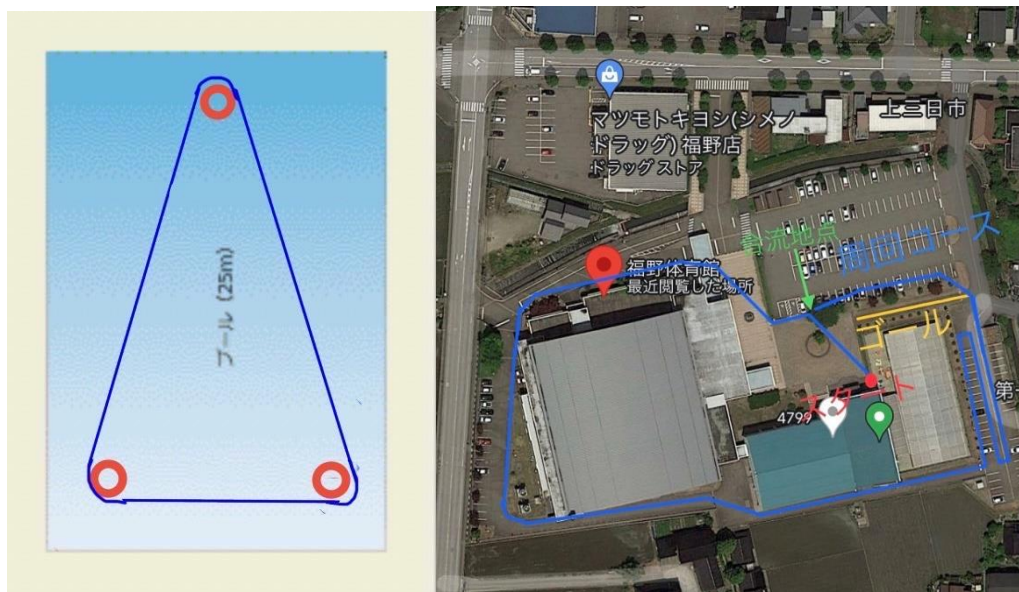 プール (25m)
マツモトキヨシ(シメノ
ドラッグ) 福野店
ドラッグ ストア
上三日市
合流地点
周回コース
福野体育館
最近閲覧した場所
ゴール
スタート
4799
第一